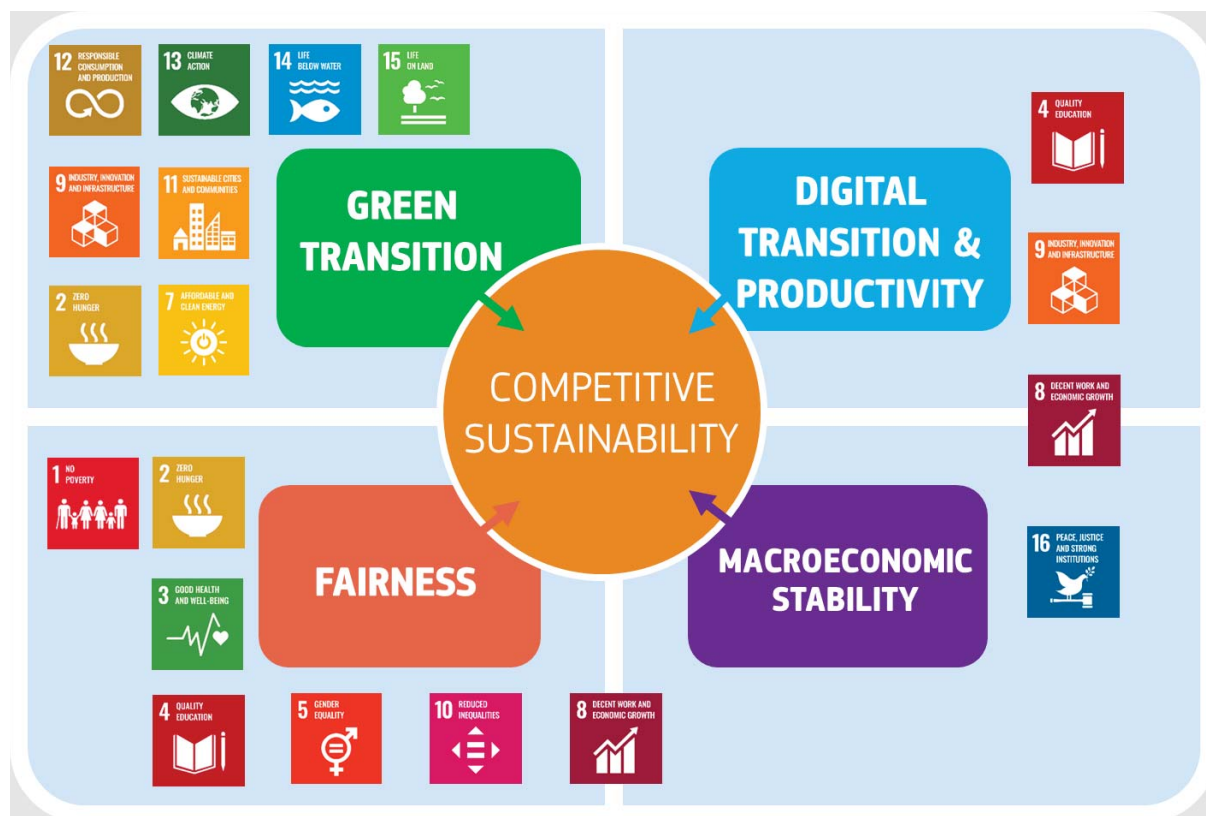 12 RESPONSIBLE
CONSUMPTION
AND PRODUCTION
13 CLIMATE
ACTION
14 LIFE
BELOW WATER
15 LIFE
ON LAND
9 INDUSTRY, INNOVATION
AND INFRASTRUCTURE
11 SUSTAINABLE CITIES
AND COMMUNITIES
2 ZERO
HUNGER
7 AFFORDABLE AND
CLEAN ENERGY
GREEN
TRANSITION
DIGITAL
TRANSITION &
PRODUCTIVITY
4 QUALITY
EDUCATION
9 INDUSTRY, INNOVATION
AND INFRASTRUCTURE
8 DECENT WORK AND
ECONOMIC GROWTH
COMPETITIVE
SUSTAINABILITY
1 NO
POVERTY
2 ZERO
HUNGER
3 GOOD HEALTH
AND WELL-BEING
FAIRNESS
4 QUALITY
EDUCATION
5 GENDER
EQUALITY
10 REDUCED
INEQUALITIES
8 DECENT WORK AND
ECONOMIC GROWTH
MACROECONOMIC
STABILITY
16 PEACE, JUSTICE
AND STRONG
INSTITUTIONS